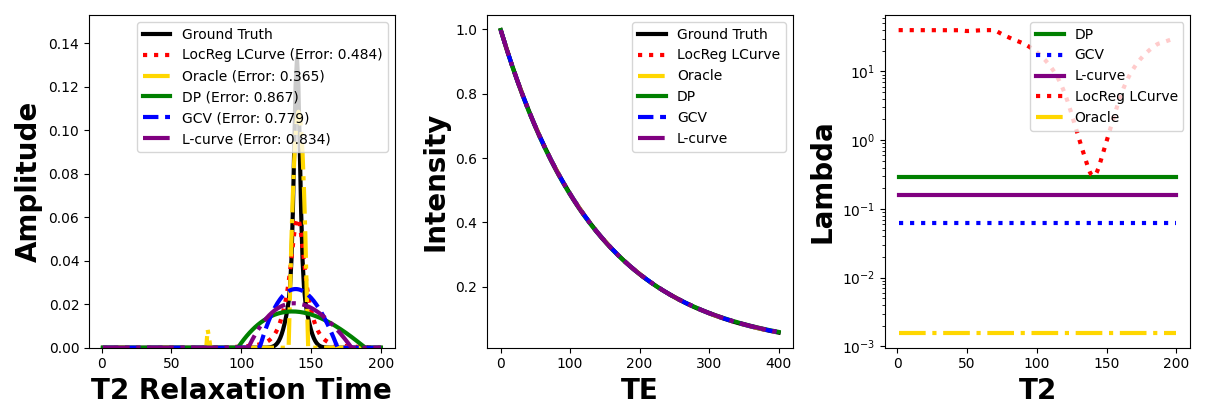 Amplitude
0.14
0.12
0.10
0.08
0.06
0.04
0.02
0.00
Ground Truth
LocReg LCurve (Error: 0.484)
Oracle (Error: 0.365)
DP (Error: 0.867)
GCV (Error: 0.779)
L-curve (Error: 0.834)
0 50 100 150 200
T2 Relaxation Time
Intensity
1.0
0.8
0.6
0.4
0.2
Ground Truth
LocReg LCurve
Oracle
DP
GCV
L-curve
0 100 200 300 400
TE
Lambda
10^1
10^0
10^-1
10^-2
10^-3
DP
GCV
L-curve
LocReg LCurve
Oracle
0 50 100 150 200
T2